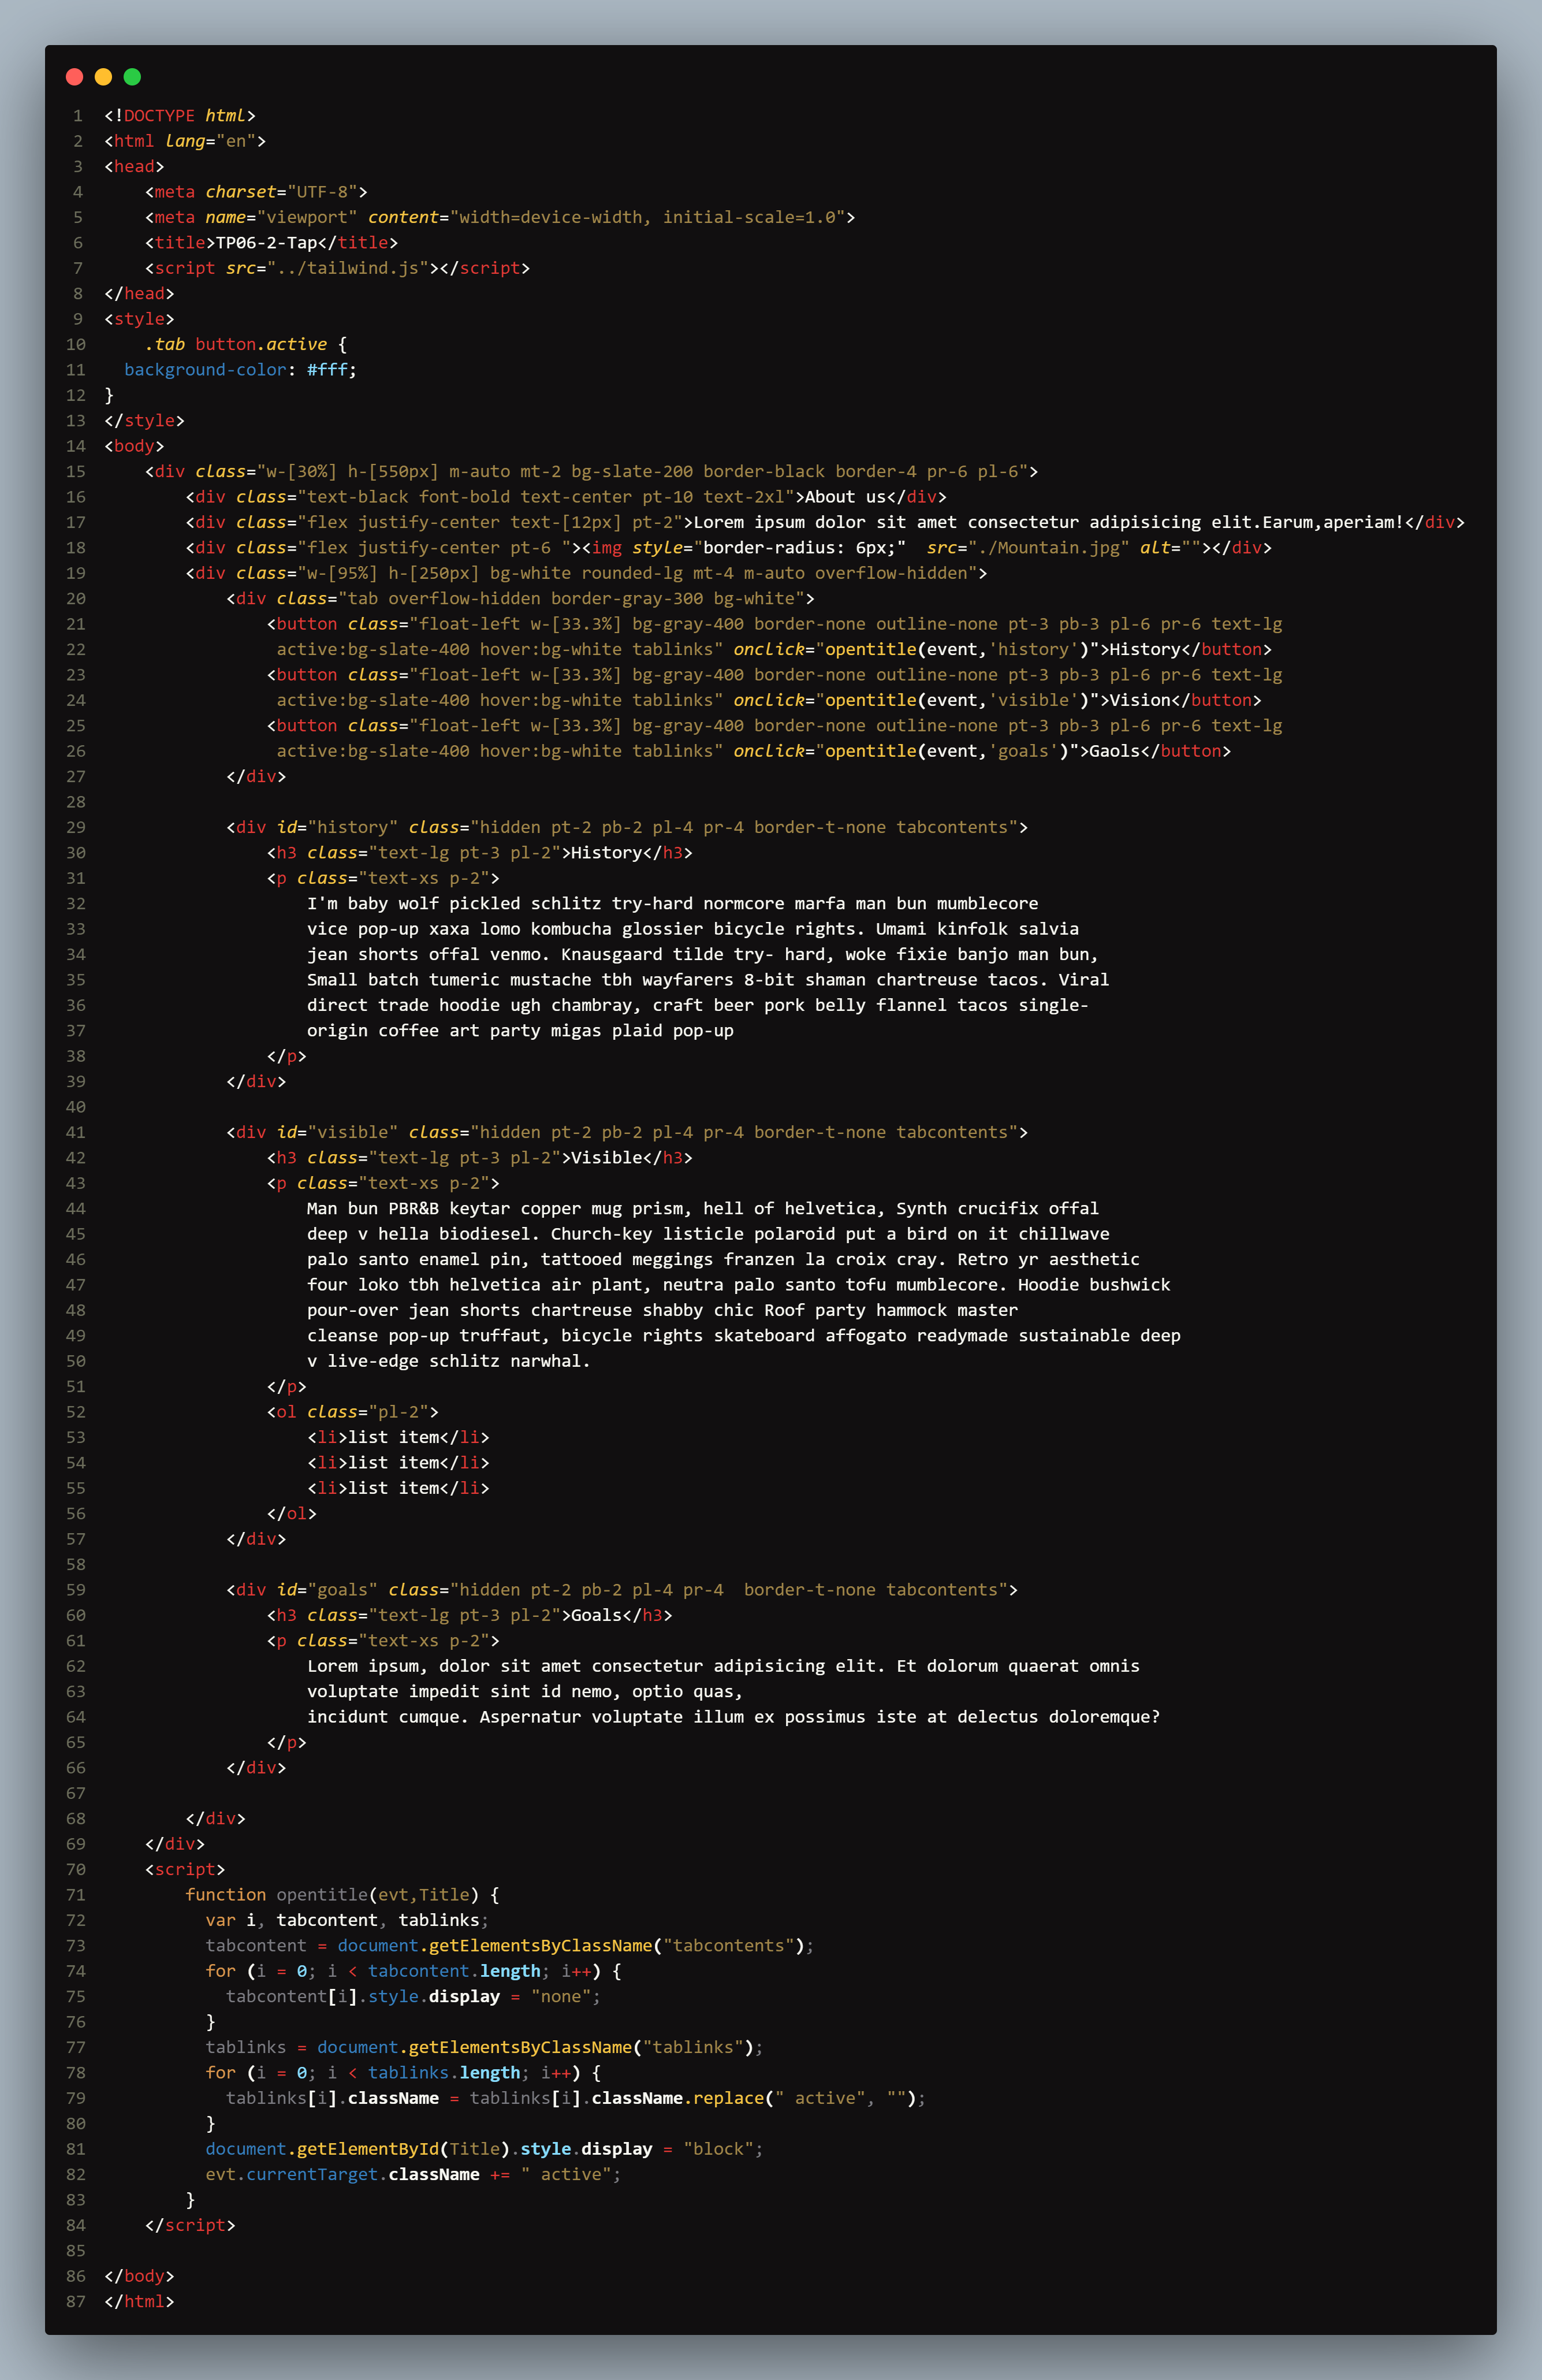 1 <!DOCTYPE html>
2 <html lang="en">
3 <head>
4     <meta charset="UTF-8">
5     <meta name="viewport" content="width=device-width, initial-scale=1.0">
6     <title>TP06-2-Tap</title>
7     <script src="../tailwind.js"></script>
8 </head>
9 <style>
10     .tab button.active {
11   background-color: #fff;
12 }
13 </style>
14 <body>
15     <div class="w-[30%] h-[550px] m-auto mt-2 bg-slate-200 border-black border-4 pr-6 pl-6">
16         <div class="text-black font-bold text-center pt-10 text-2xl">About us</div>
17         <div class="flex justify-center text-[12px] pt-2">Lorem ipsum dolor sit amet consectetur adipisicing elit.Earum,aperiam!</div>
18         <div class="flex justify-center pt-6 "><img style="border-radius: 6px;"  src="./Mountain.jpg" alt=""></div>
19         <div class="w-[95%] h-[250px] bg-white rounded-lg mt-4 m-auto overflow-hidden">
20             <div class="tab overflow-hidden border-gray-300 bg-white">
21                 <button class="float-left w-[33.3%] bg-gray-400 border-none outline-none pt-3 pb-3 pl-6 pr-6 text-lg
22                  active:bg-slate-400 hover:bg-white tablinks" onclick="opentitle(event,'history')">History</button>
23                 <button class="float-left w-[33.3%] bg-gray-400 border-none outline-none pt-3 pb-3 pl-6 pr-6 text-lg
24                  active:bg-slate-400 hover:bg-white tablinks" onclick="opentitle(event,'visible')">Vision</button>
25                 <button class="float-left w-[33.3%] bg-gray-400 border-none outline-none pt-3 pb-3 pl-6 pr-6 text-lg
26                  active:bg-slate-400 hover:bg-white tablinks" onclick="opentitle(event,'goals')">Gaols</button>
27             </div>
28
29             <div id="history" class="hidden pt-2 pb-2 pl-4 pr-4 border-t-none tabcontents">
30                 <h3 class="text-lg pt-3 pl-2">History</h3>
31                 <p class="text-xs p-2">
32                     I'm baby wolf pickled schlitz try-hard normcore marfa man bun mumblecore
33                     vice pop-up xaxa lomo kombucha glossier bicycle rights. Umami kinfolk salvia
34                     jean shorts offal venmo. Knausgaard tilde try- hard, woke fixie banjo man bun,
35                     Small batch tumeric mustache tbh wayfarers 8-bit shaman chartreuse tacos. Viral
36                     direct trade hoodie ugh chambray, craft beer pork belly flannel tacos single-
37                     origin coffee art party migas plaid pop-up
38                 </p>
39             </div>
40
41             <div id="visible" class="hidden pt-2 pb-2 pl-4 pr-4 border-t-none tabcontents">
42                 <h3 class="text-lg pt-3 pl-2">Visible</h3>
43                 <p class="text-xs p-2">
44                     Man bun PBR&B keytar copper mug prism, hell of helvetica, Synth crucifix offal
45                     deep v hella biodiesel. Church-key listicle polaroid put a bird on it chillwave
46                     palo santo enamel pin, tattooed meggings franzen la croix cray. Retro yr aesthetic
47                     four loko tbh helvetica air plant, neutra palo santo tofu mumblecore. Hoodie bushwick
48                     pour-over jean shorts chartreuse shabby chic Roof party hammock master
49                     cleanse pop-up truffaut, bicycle rights skateboard affogato readymade sustainable deep
50                     v live-edge schlitz narwhal.
51                 </p>
52                 <ol class="pl-2">
53                     <li>list item</li>
54                     <li>list item</li>
55                     <li>list item</li>
56                 </ol>
57             </div>
58
59             <div id="goals" class="hidden pt-2 pb-2 pl-4 pr-4  border-t-none tabcontents">
60                 <h3 class="text-lg pt-3 pl-2">Goals</h3>
61                 <p class="text-xs p-2">
62                     Lorem ipsum, dolor sit amet consectetur adipisicing elit. Et dolorum quaerat omnis
63                     voluptate impedit sint id nemo, optio quas,
64                     incidunt cumque. Aspernatur voluptate illum ex possimus iste at delectus doloremque?
65                 </p>
66             </div>
67
68         </div>
69     </div>
70     <script>
71         function opentitle(evt,Title) {
72           var i, tabcontent, tablinks;
73           tabcontent = document.getElementsByClassName("tabcontents");
74           for (i = 0; i < tabcontent.length; i++) {
75             tabcontent[i].style.display = "none";
76           }
77           tablinks = document.getElementsByClassName("tablinks");
78           for (i = 0; i < tablinks.length; i++) {
79             tablinks[i].className = tablinks[i].className.replace(" active", "");
80           }
81           document.getElementById(Title).style.display = "block";
82           evt.currentTarget.className += " active";
83         }
84     </script>
85
86 </body>
87 </html>